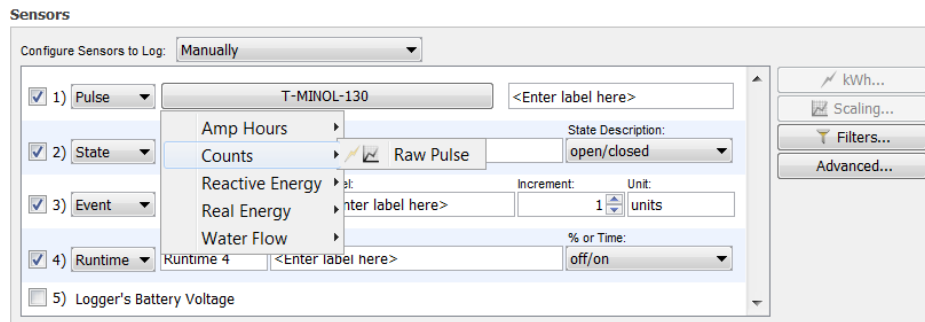 Sensors
Configure Sensors to Log: Manually
kWh...
1) Pulse T-MINOL-130 <Enter label here>
Scaling...
Amp Hours
State Description:
Filters...
2) State Counts Raw Pulse open/closed
Advanced...
Reactive Energy el: Increment: Unit:
3) Event Real Energy nter label here> 1 units
Water Flow
% or Time:
4) Runtime Runtime 4 <Enter label here> off/on
5) Logger's Battery Voltage